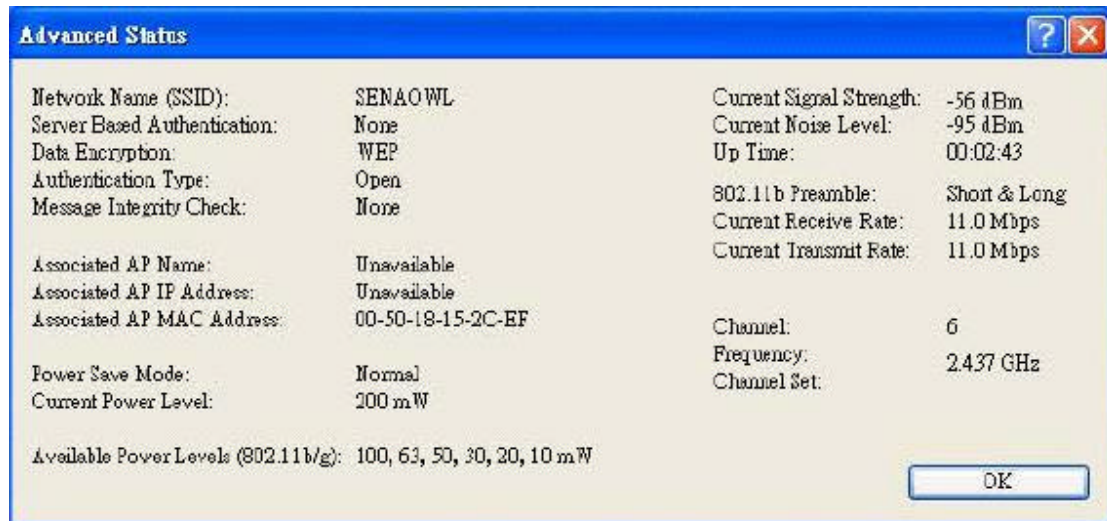 Advanced Status
Network Name (SSID): SENAOWL
Server Based Authentication: None
Data Encryption: WEP
Authentication Type: Open
Message Integrity Check: None
Associated AP Name: Unavailable
Associated AP IP Address: Unavailable
Associated AP MAC Address: 00-50-18-15-2C-EF
Power Save Mode: Normal
Current Power Level: 200 mW
Available Power Levels (802.11b/g): 100, 63, 50, 30, 20, 10 mW
Current Signal Strength: -56 dBm
Current Noise Level: -95 dBm
Up Time: 00:02:43
802.11b Preamble: Short & Long
Current Receive Rate: 11.0 Mbps
Current Transmit Rate: 11.0 Mbps
Channel: 6
Frequency: 2.437 GHz
Channel Set:
OK